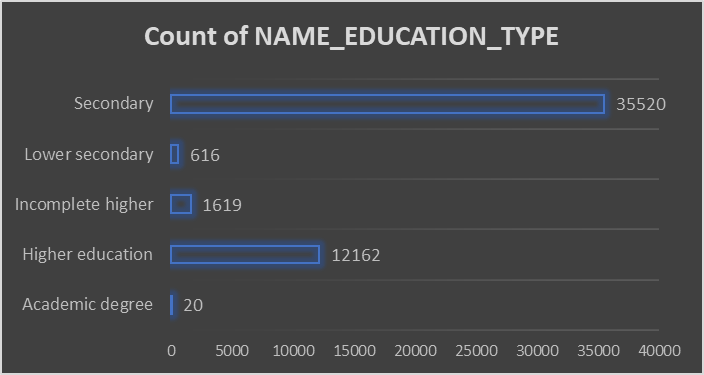 Count of NAME_EDUCATION_TYPE
Secondary 35520
Lower secondary 616
Incomplete higher 1619
Higher education 12162
Academic degree 20
0 5000 10000 15000 20000 25000 30000 35000 40000